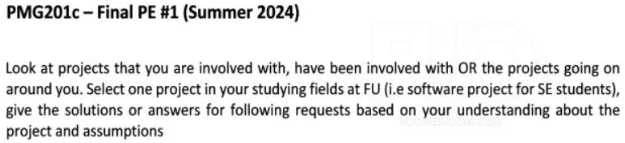 PMG201c – Final PE #1 (Summer 2024)
Look at projects that you are involved with, have been involved with OR the projects going on
around you. Select one project in your studying fields at FU (i.e software project for SE students),
give the solutions or answers for following requests based on your understanding about the
project and assumptions